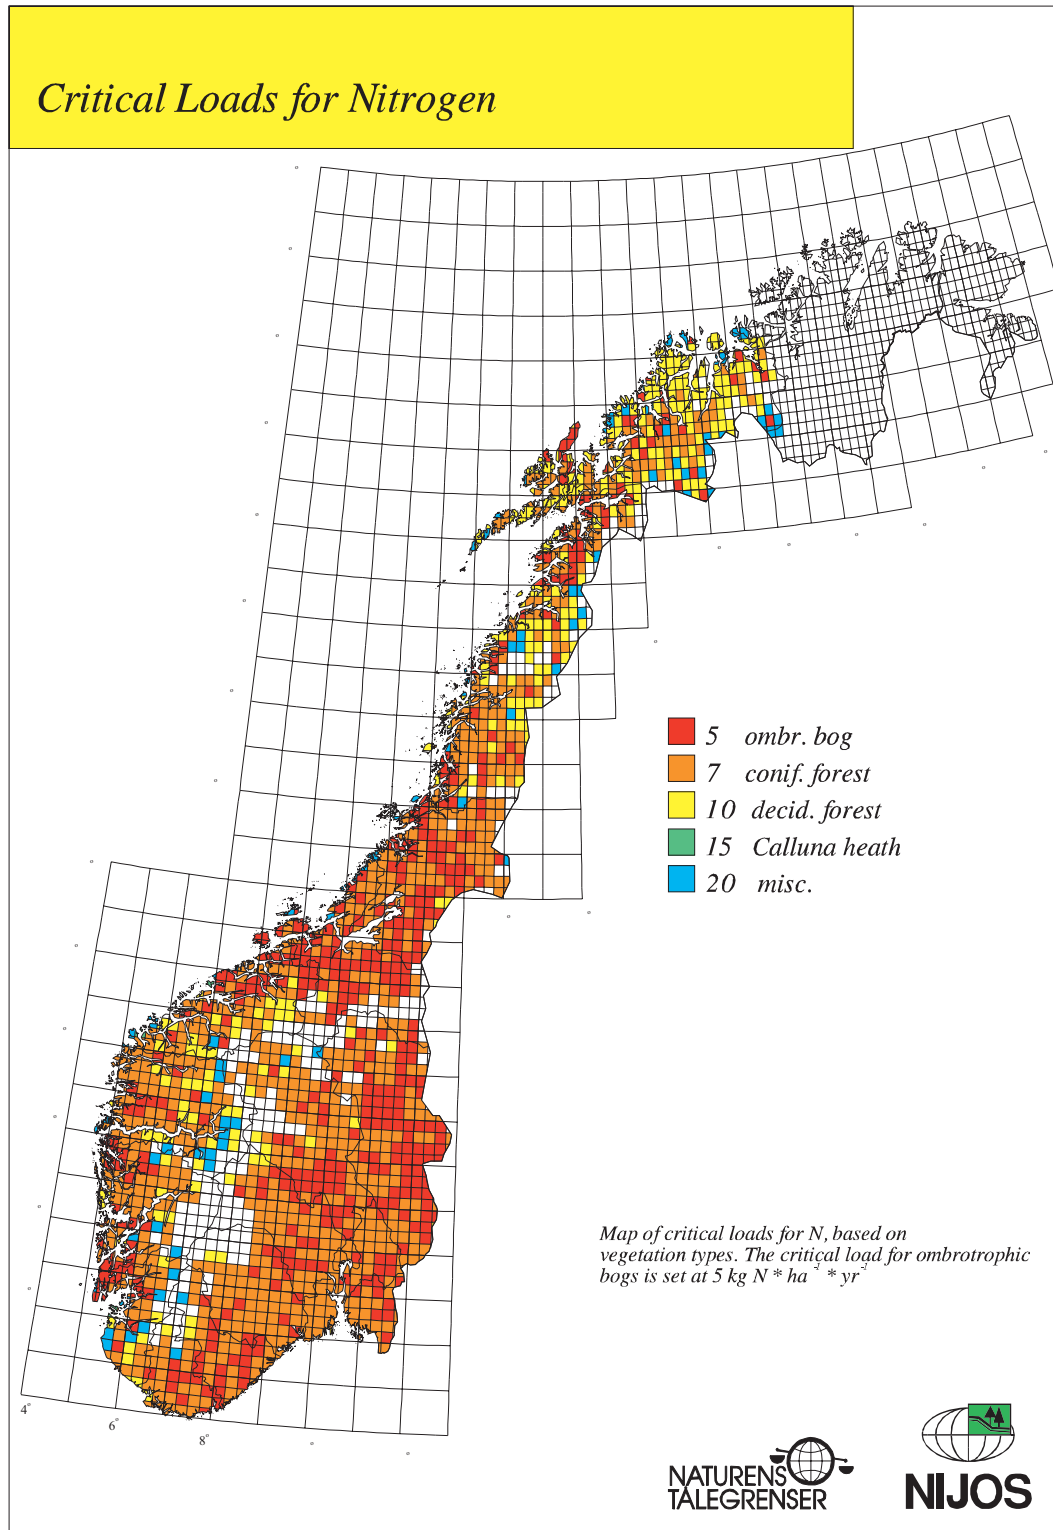 Critical Loads for Nitrogen
5 ombr. bog
7 conif. forest
10 decid. forest
15 Calluna heath
20 misc.
Map of critical loads for N, based on
vegetation types. The critical load for ombrotrophic
bogs is set at 5 kg N * ha⁻¹ * yr⁻¹
4°
6°
8°
NATURENS
TÅLEGRENSER
NIJOS